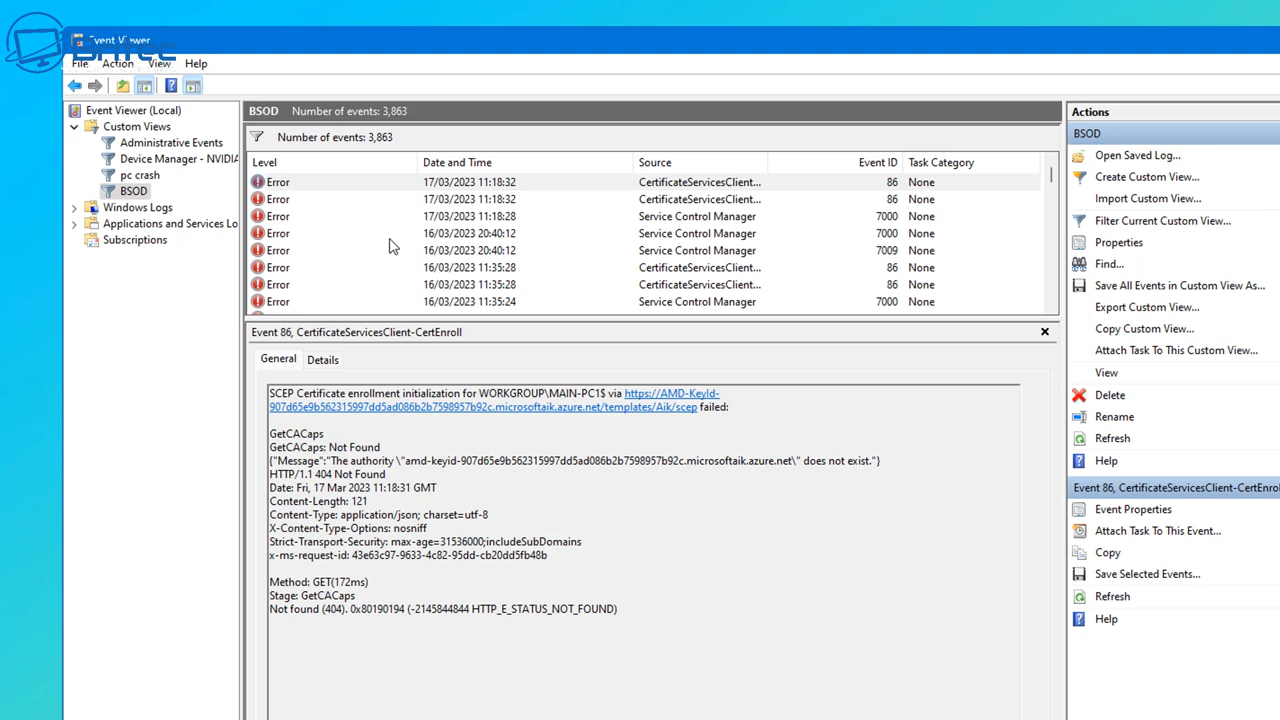 Event Viewer
File Action View Help
Event Viewer (Local)
Custom Views
Administrative Events
Device Manager - NVIDIA
pc crash
BSOD
Windows Logs
Applications and Services Lo
Subscriptions
BSOD Number of events: 3,863
Number of events: 3,863
Level Date and Time Source Event ID Task Category
Error 17/03/2023 11:18:32 CertificateServicesClient... 86 None
Error 17/03/2023 11:18:32 CertificateServicesClient... 86 None
Error 17/03/2023 11:18:28 Service Control Manager 7000 None
Error 16/03/2023 20:40:12 Service Control Manager 7000 None
Error 16/03/2023 20:40:12 Service Control Manager 7009 None
Error 16/03/2023 11:35:28 CertificateServicesClient... 86 None
Error 16/03/2023 11:35:28 CertificateServicesClient... 86 None
Error 16/03/2023 11:35:24 Service Control Manager 7000 None
Event 86, CertificateServicesClient-CertEnroll
General Details
SCEP Certificate enrollment initialization for WORKGROUP\MAIN-PC1$ via https://AMD-KeyId-
907d65e9b562315997dd5ad086b2b7598957b92c.microsoftaik.azure.net/templates/Aik/scep failed:
GetCACaps
GetCACaps: Not Found
{"Message":"The authority \"amd-keyid-907d65e9b562315997dd5ad086b2b7598957b92c.microsoftaik.azure.net\" does not exist."}
HTTP/1.1 404 Not Found
Date: Fri, 17 Mar 2023 11:18:31 GMT
Content-Length: 121
Content-Type: application/json; charset=utf-8
X-Content-Type-Options: nosniff
Strict-Transport-Security: max-age=31536000;includeSubDomains
x-ms-request-id: 43e63c97-9633-4c82-95dd-cb20dd5fb48b
Method: GET(172ms)
Stage: GetCACaps
Not found (404). 0x80190194 (-2145844844 HTTP_E_STATUS_NOT_FOUND)
Actions
BSOD
Open Saved Log...
Create Custom View...
Import Custom View...
Filter Current Custom View...
Properties
Find...
Save All Events in Custom View As...
Export Custom View...
Copy Custom View...
Attach Task To This Custom View...
View
Delete
Rename
Refresh
Help
Event 86, CertificateServicesClient-CertEnrol
Event Properties
Attach Task To This Event...
Copy
Save Selected Events...
Refresh
Help